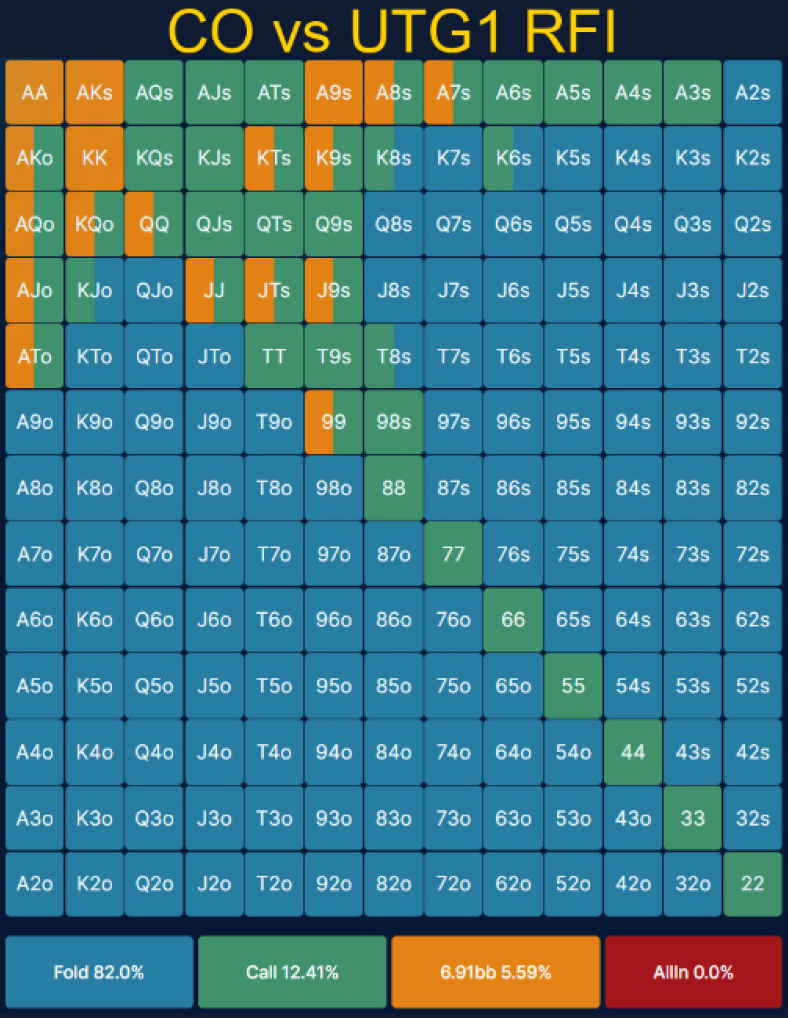 CO vs UTG1 RFI
AA AKs AQs AJs ATs A9s A8s A7s A6s A5s A4s A3s A2s
AKo KK KQs KJs KTs K9s K8s K7s K6s K5s K4s K3s K2s
AQo KQo QQ QJs QTs Q9s Q8s Q7s Q6s Q5s Q4s Q3s Q2s
AJo KJo QJo JJ JTs J9s J8s J7s J6s J5s J4s J3s J2s
ATo KTo QTo JTo TT T9s T8s T7s T6s T5s T4s T3s T2s
A9o K9o Q9o J9o T9o 99 98s 97s 96s 95s 94s 93s 92s
A8o K8o Q8o J8o T8o 98o 88 87s 86s 85s 84s 83s 82s
A7o K7o Q7o J7o T7o 97o 87o 77 76s 75s 74s 73s 72s
A6o K6o Q6o J6o T6o 96o 86o 76o 66 65s 64s 63s 62s
A5o K5o Q5o J5o T5o 95o 85o 75o 65o 55 54s 53s 52s
A4o K4o Q4o J4o T4o 94o 84o 74o 64o 54o 44 43s 42s
A3o K3o Q3o J3o T3o 93o 83o 73o 63o 53o 43o 33 32s
A2o K2o Q2o J2o T2o 92o 82o 72o 62o 52o 42o 32o 22
Fold 82.0% Call 12.41% 6.91bb 5.59% AllIn 0.0%